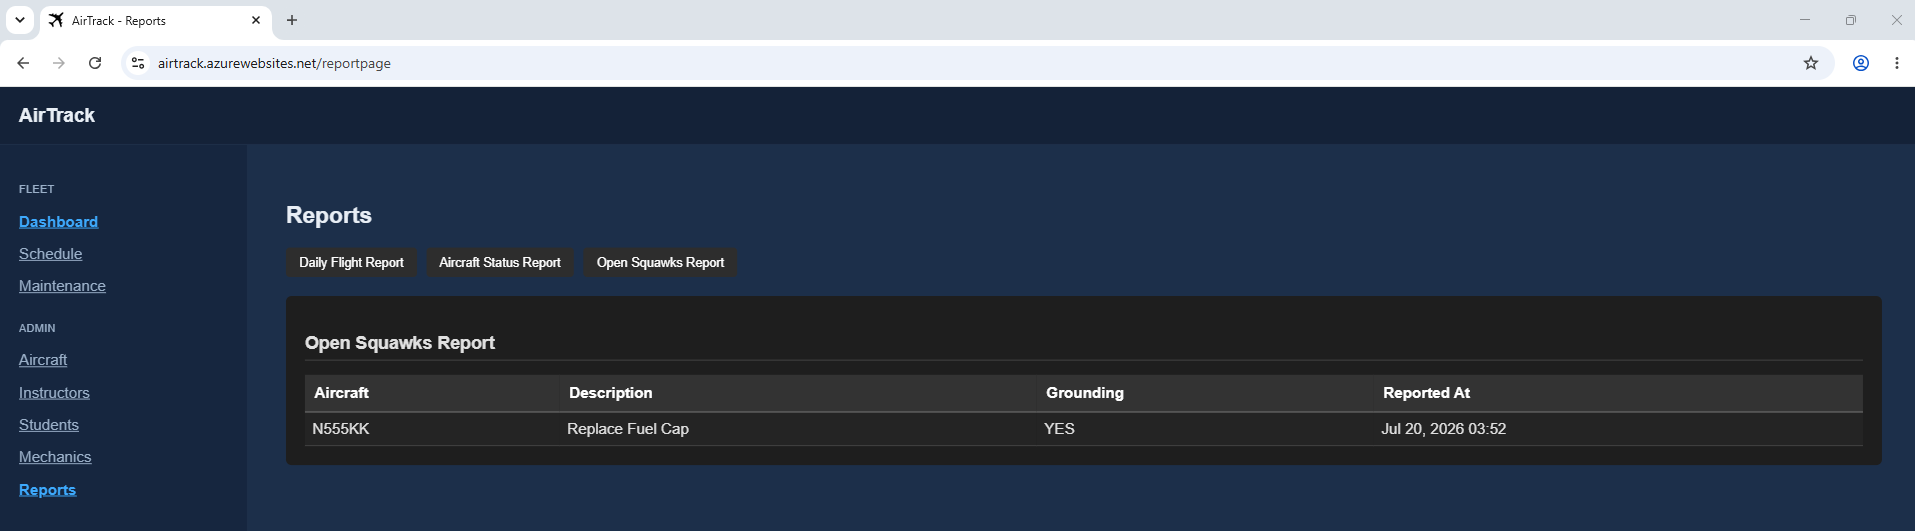 AirTrack - Reports
airtrack.azurewebsites.net/reportpage
AirTrack
FLEET
Dashboard
Schedule
Maintenance
ADMIN
Aircraft
Instructors
Students
Mechanics
Reports
Reports
Daily Flight Report Aircraft Status Report Open Squawks Report
Open Squawks Report
Aircraft Description Grounding Reported At
N555KK Replace Fuel Cap YES Jul 20, 2026 03:52